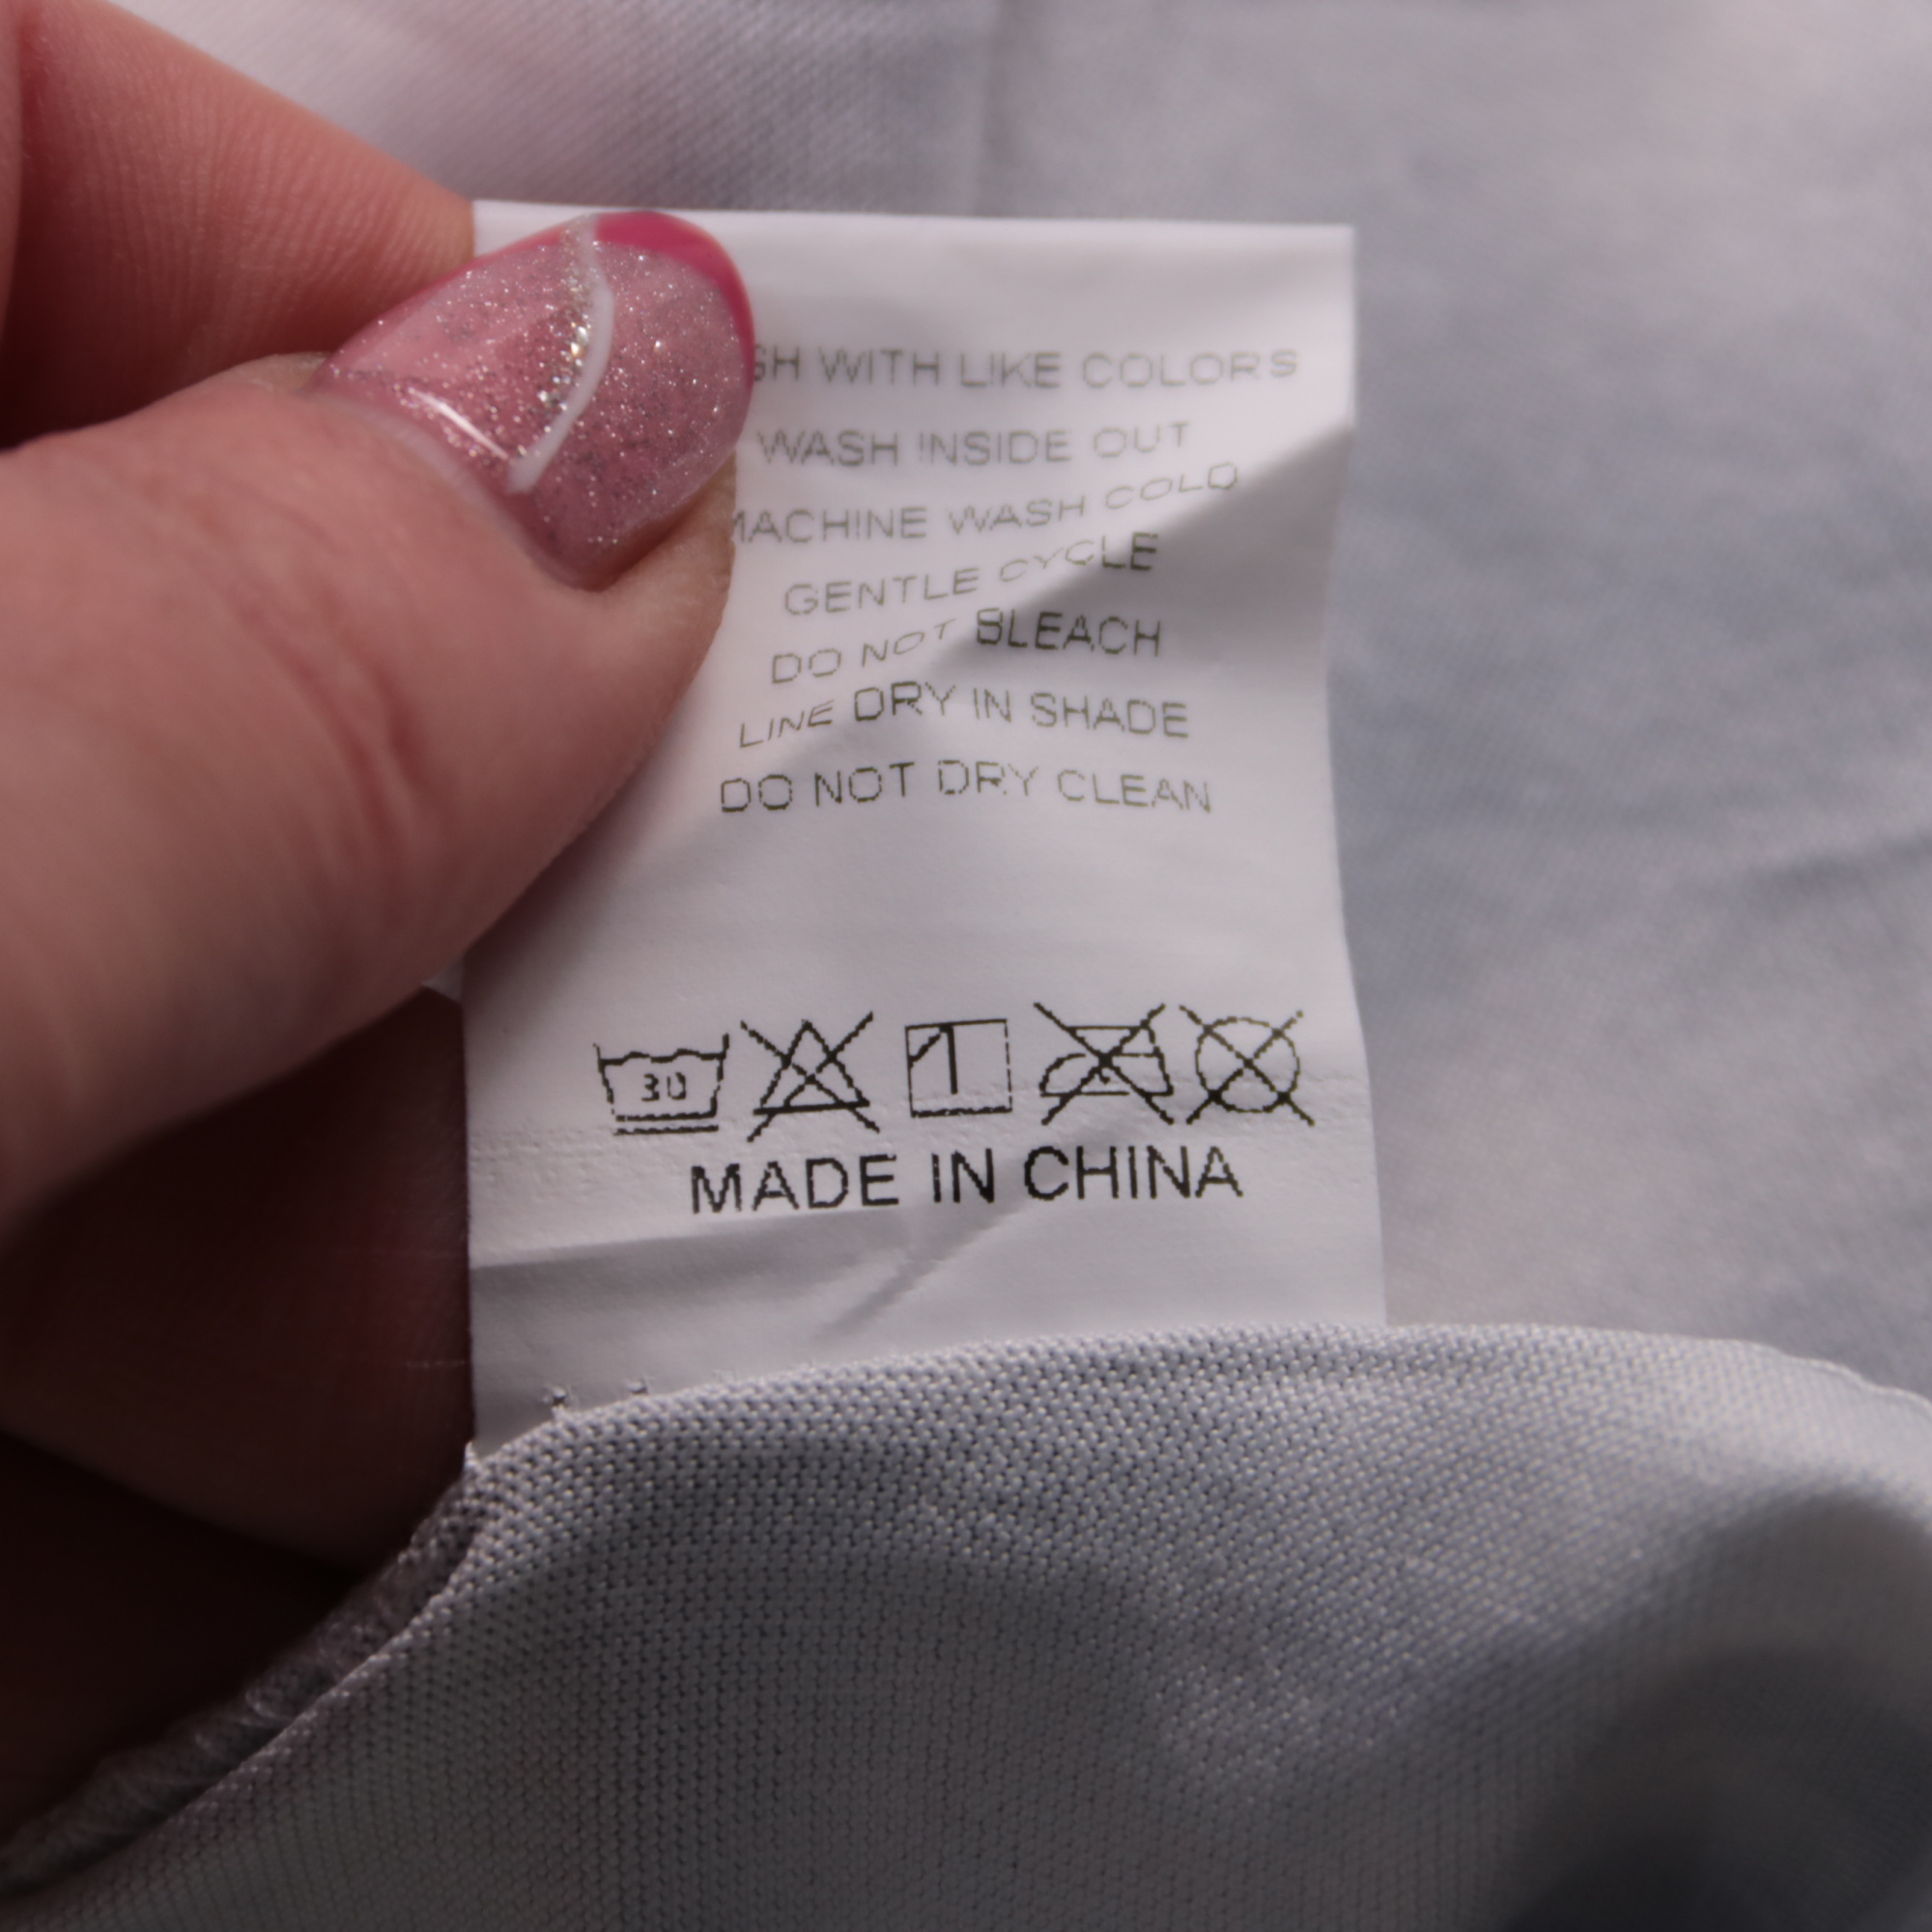 WITH LIKE COLORS
WASH INSIDE OUT
MACHINE WASH COLD
GENTLE CYCLE
DO NOT BLEACH
LINE DRY IN SHADE
DO NOT DRY CLEAN
30
MADE IN CHINA